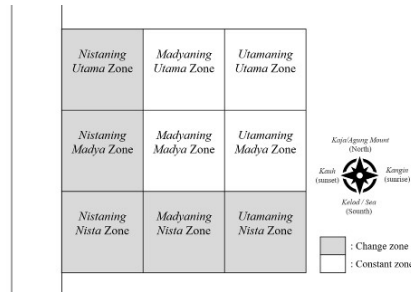 Nistaning
Utama Zone
Madyaning
Utama Zone
Utamaning
Utama Zone
Nistaning
Madya Zone
Madyaning
Madya Zone
Utamaning
Madya Zone
Nistaning
Nista Zone
Madyaning
Nista Zone
Utamaning
Nista Zone
Kaja/Agung Mount
(North)
Kauh
(sunset)
Kangin
(sunrise)
Kelod / Sea
(Sounth)
: Change zone
: Constant zone